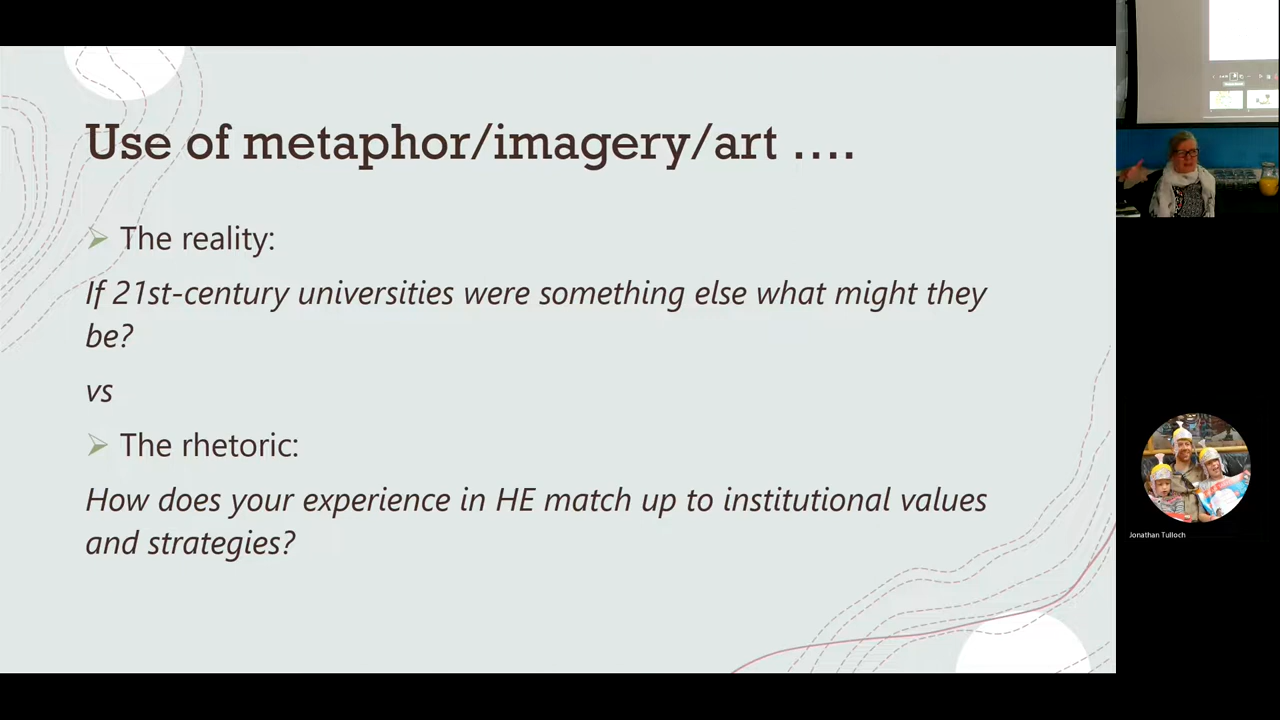 Use of metaphor/imagery/art ....
➢ The reality:
If 21st-century universities were something else what might they
be?
vs
➢ The rhetoric:
How does your experience in HE match up to institutional values
and strategies?
Jonathan Tulloch